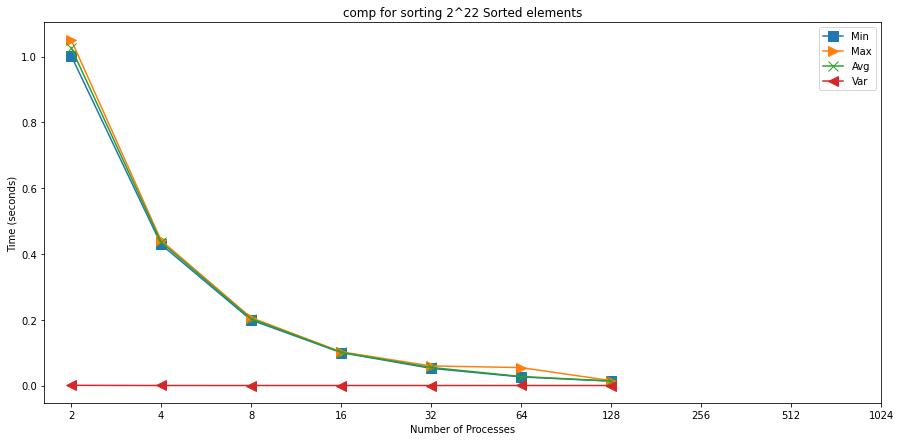 comp for sorting 2^22 Sorted elements
Min
Max
Avg
Var
Time (seconds)
1.0
0.8
0.6
0.4
0.2
0.0
2 4 8 16 32 64 128 256 512 1024
Number of Processes